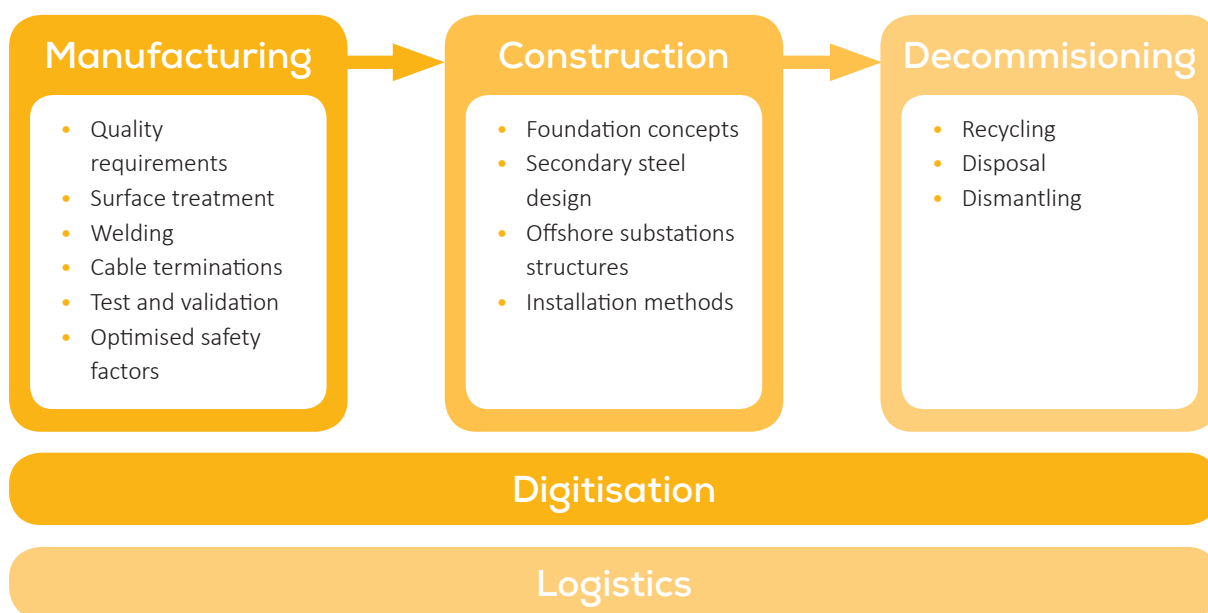 Manufacturing
• Quality
requirements
• Surface treatment
• Welding
• Cable terminations
• Test and validation
• Optimised safety
factors
Construction
• Foundation concepts
• Secondary steel
design
• Offshore substations
structures
• Installation methods
Decommisioning
• Recycling
• Disposal
• Dismantling
Digitisation
Logistics